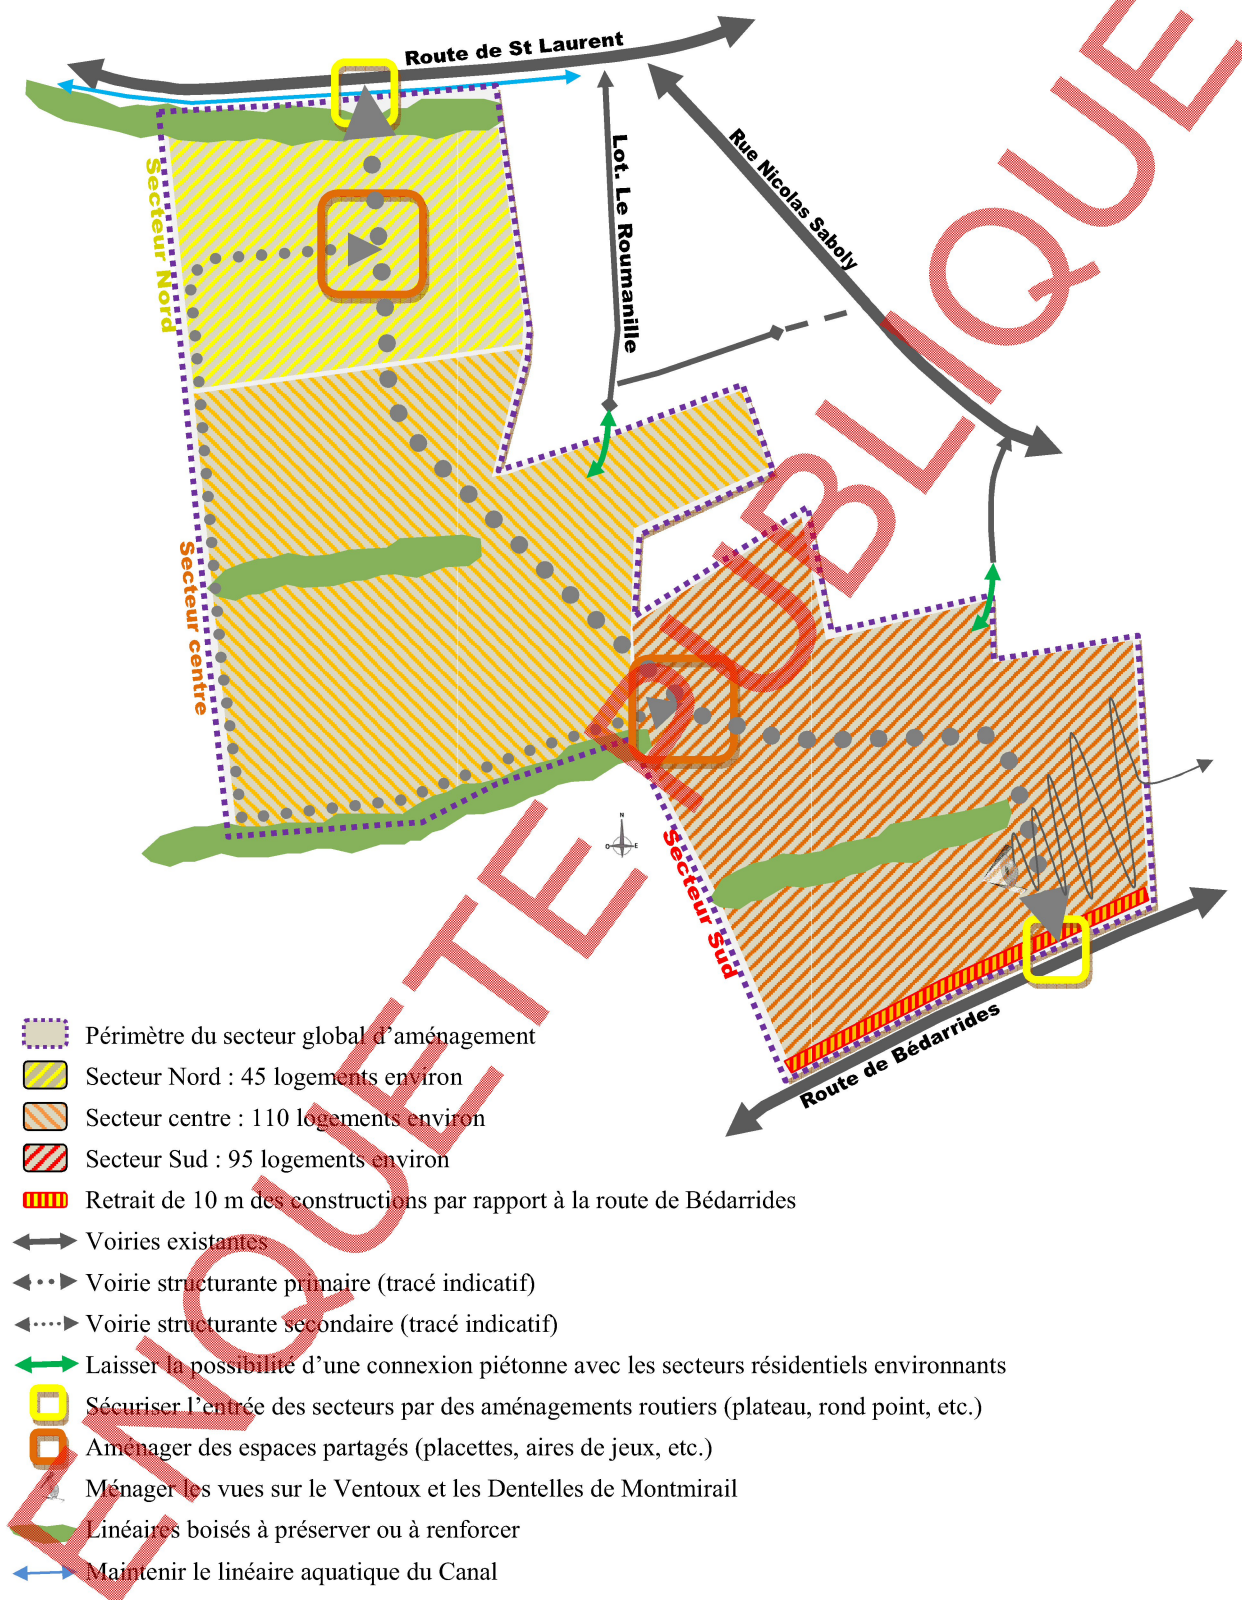 Route de St Laurent
Rue Nicolas Saboly
Lot. Le Roumanille
Secteur Nord
Secteur centre
Secteur Sud
N
O
E
Route de Bédarrides
ENQUETE PUBLIQUE
Périmètre du secteur global d’aménagement
Secteur Nord : 45 logements environ
Secteur centre : 110 logements environ
Secteur Sud : 95 logements environ
Retrait de 10 m des constructions par rapport à la route de Bédarrides
Voiries existantes
Voirie structurante primaire (tracé indicatif)
Voirie structurante secondaire (tracé indicatif)
Laisser la possibilité d’une connexion piétonne avec les secteurs résidentiels environnants
Sécuriser l’entrée des secteurs par des aménagements routiers (plateau, rond point, etc.)
Aménager des espaces partagés (placettes, aires de jeux, etc.)
Ménager les vues sur le Ventoux et les Dentelles de Montmirail
Linéaires boisés à préserver ou à renforcer
Maintenir le linéaire aquatique du Canal